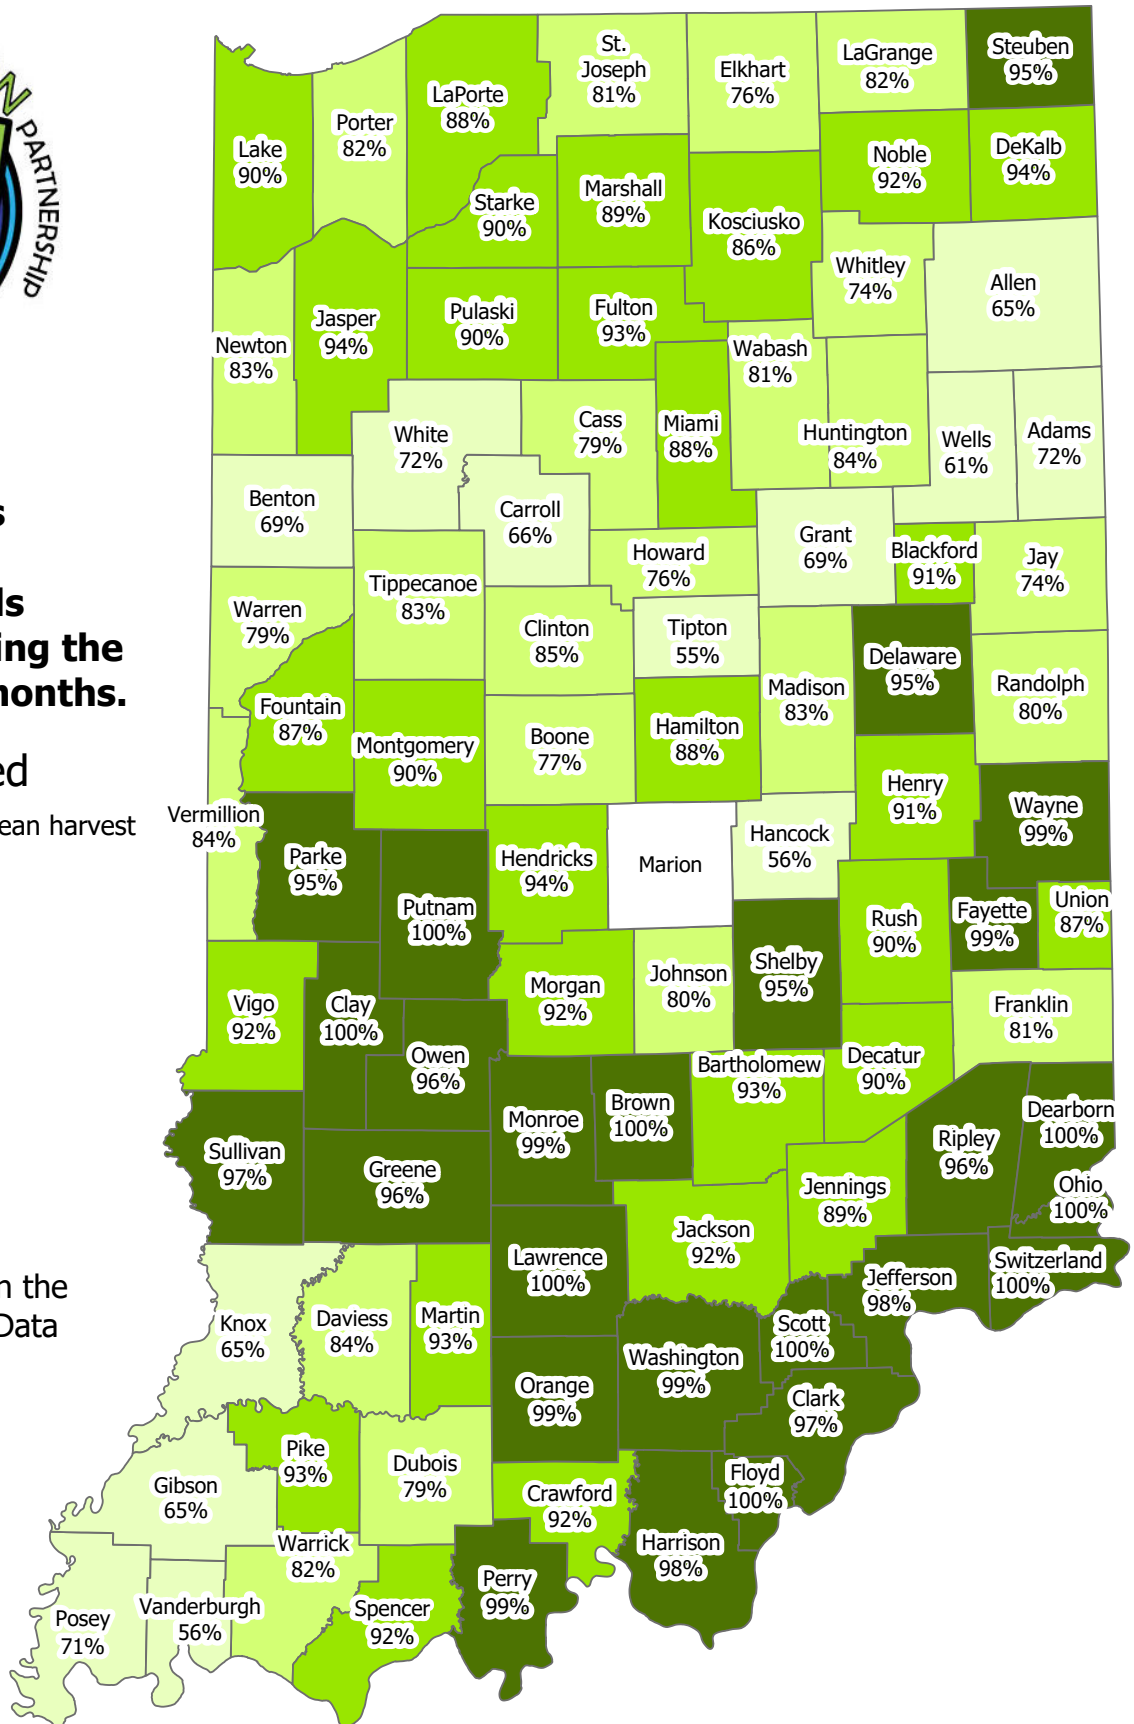 N PARTNERSHIP
St.
Joseph
81%
Elkhart
76%
LaGrange
82%
Steuben
95%
LaPorte
88%
Porter
82%
Lake
90%
Noble
92%
DeKalb
94%
Starke
90%
Marshall
89%
Kosciusko
86%
Whitley
74%
Allen
65%
Newton
83%
Jasper
94%
Pulaski
90%
Fulton
93%
Wabash
81%
White
72%
Cass
79%
Miami
88%
Huntington
84%
Wells
61%
Adams
72%
Benton
69%
Carroll
66%
s
Howard
76%
Grant
69%
Blackford
91%
Jay
74%
Warren
79%
Tippecanoe
83%
ls
Clinton
85%
Tipton
55%
ing the
Delaware
95%
Madison
83%
Randolph
80%
months.
Fountain
87%
Montgomery
90%
Boone
77%
Hamilton
88%
ed
Henry
91%
Wayne
99%
ean harvest
Vermillion
84%
Parke
95%
Hendricks
94%
Marion
Hancock
56%
Putnam
100%
Rush
90%
Fayette
99%
Union
87%
Vigo
92%
Clay
100%
Morgan
92%
Johnson
80%
Shelby
95%
Franklin
81%
Owen
96%
Bartholomew
93%
Decatur
90%
Monroe
99%
Brown
100%
Ripley
96%
Dearborn
100%
Sullivan
97%
Greene
96%
Jennings
89%
Ohio
100%
Jackson
92%
Lawrence
100%
Jefferson
98%
Switzerland
100%
n the
Data
Knox
65%
Daviess
84%
Martin
93%
Scott
100%
Washington
99%
Orange
99%
Clark
97%
Pike
93%
Dubois
79%
Gibson
65%
Crawford
92%
Floyd
100%
Harrison
98%
Warrick
82%
Perry
99%
Posey
71%
Vanderburgh
56%
Spencer
92%